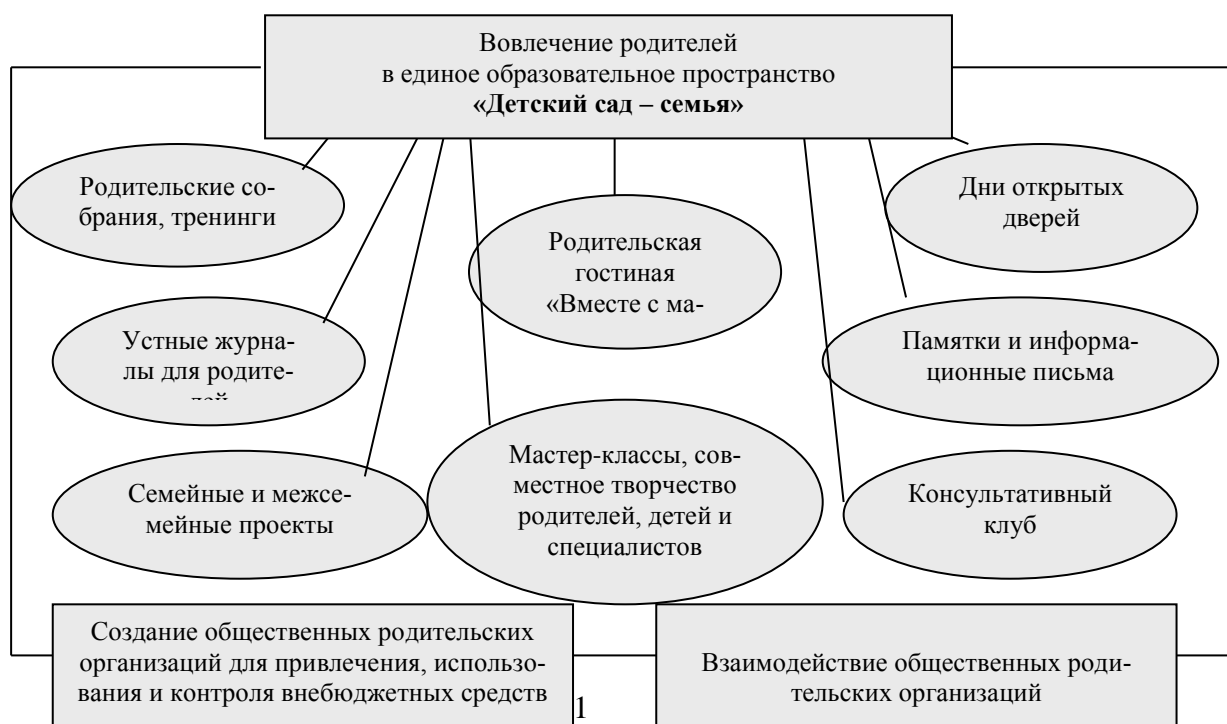 Вовлечение родителей
в единое образовательное пространство
«Детский сад – семья»
Родительские со-
брания, тренинги
Дни открытых
дверей
Родительская
гостиная
«Вместе с ма-
Устные журна-
лы для родите-
Памятки и информа-
ционные письма
Мастер-классы, сов-
местное творчество
родителей, детей и
специалистов
Семейные и межсе-
мейные проекты
Консультативный
клуб
Создание общественных родительских
организаций для привлечения, использо-
вания и контроля внебюджетных средств
Взаимодействие общественных роди-
тельских организаций
1